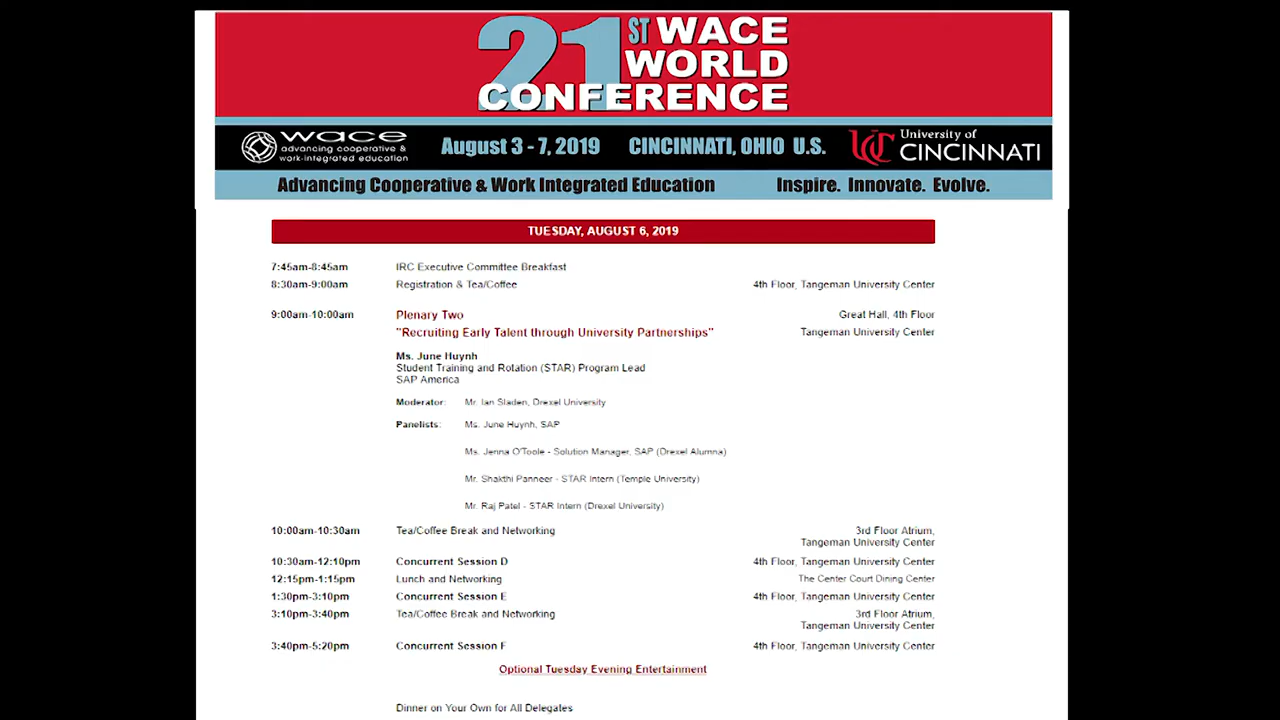 21ST WACE
WORLD
CONFERENCE
wace
advancing cooperative &
work-integrated education
August 3 - 7, 2019 CINCINNATI, OHIO U.S.
UC University of
CINCINNATI
Advancing Cooperative & Work Integrated Education Inspire. Innovate. Evolve.
TUESDAY, AUGUST 6, 2019
7:45am-8:45am IRC Executive Committee Breakfast
8:30am-9:00am Registration & Tea/Coffee 4th Floor, Tangeman University Center
9:00am-10:00am Plenary Two Great Hall, 4th Floor
"Recruiting Early Talent through University Partnerships" Tangeman University Center
Ms. June Huynh
Student Training and Rotation (STAR) Program Lead
SAP America
Moderator: Mr. Ian Sladen, Drexel University
Panelists: Ms. June Huynh, SAP
Ms. Jenna O'Toole - Solution Manager, SAP (Drexel Alumna)
Mr. Shakthi Panneer - STAR Intern (Temple University)
Mr. Raj Patel - STAR Intern (Drexel University)
10:00am-10:30am Tea/Coffee Break and Networking 3rd Floor Atrium,
Tangeman University Center
10:30am-12:10pm Concurrent Session D 4th Floor, Tangeman University Center
12:15pm-1:15pm Lunch and Networking The Center Court Dining Center
1:30pm-3:10pm Concurrent Session E 4th Floor, Tangeman University Center
3:10pm-3:40pm Tea/Coffee Break and Networking 3rd Floor Atrium,
Tangeman University Center
3:40pm-5:20pm Concurrent Session F 4th Floor, Tangeman University Center
Optional Tuesday Evening Entertainment
Dinner on Your Own for All Delegates